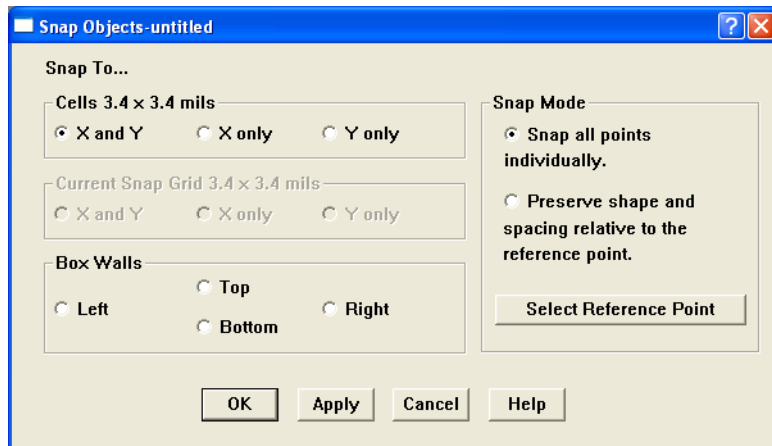 Snap Objects-untitled
Snap To...
Cells 3.4 × 3.4 mils
X and Y X only Y only
Current Snap Grid 3.4 × 3.4 mils
X and Y X only Y only
Box Walls
Left Top Right
Bottom
Snap Mode
Snap all points
individually.
Preserve shape and
spacing relative to the
reference point.
Select Reference Point
OK Apply Cancel Help